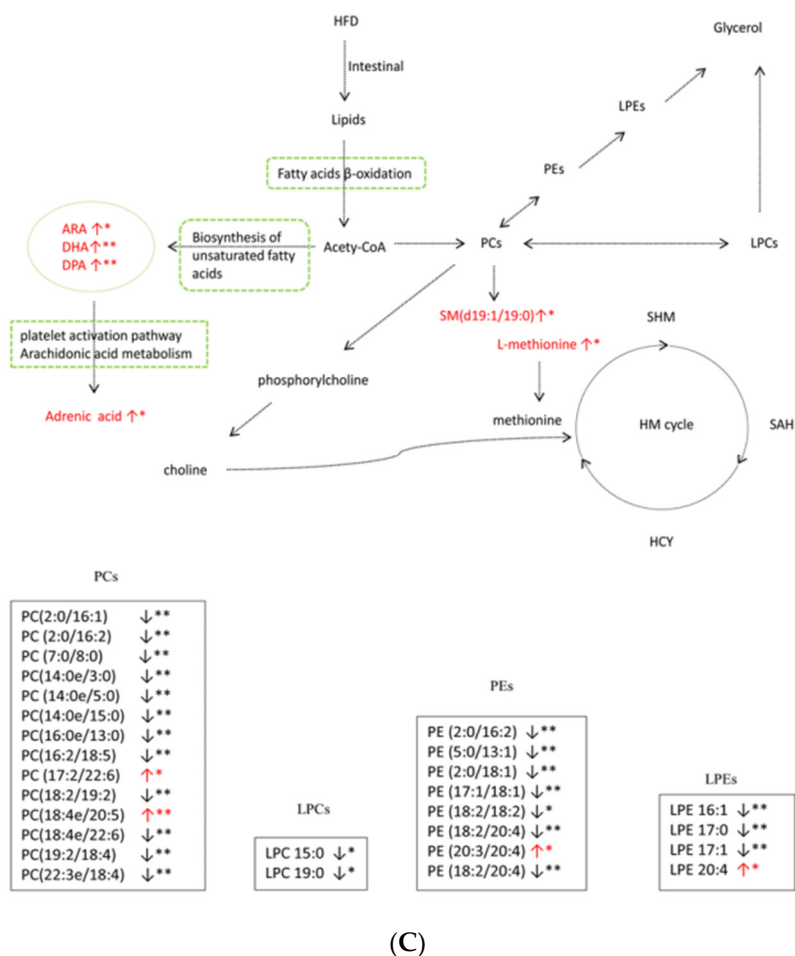 HFD
Glycerol
Intestinal
Lipids
LPEs
Fatty acids β-oxidation
PEs
ARA ↑*
DHA↑**
DPA ↑**
Biosynthesis of
unsaturated fatty
acids
Acety-CoA
PCs
LPCs
SM(d19:1/19:0)↑*
L-methionine ↑*
SHM
platelet activation pathway
Arachidonic acid metabolism
phosphorylcholine
Adrenic acid ↑*
methionine
HM cycle
SAH
choline
HCY
PCs
PC(2:0/16:1) ↓**
PC (2:0/16:2) ↓**
PC (7:0/8:0) ↓**
PC(14:0e/3:0) ↓**
PC (14:0e/5:0) ↓**
PC(14:0e/15:0) ↓**
PC(16:0e/13:0) ↓**
PC(16:2/18:5) ↓**
PC (17:2/22:6) ↑*
PC(18:2/19:2) ↓**
PC(18:4e/20:5) ↑**
PC(18:4e/22:6) ↓**
PC(19:2/18:4) ↓**
PC(22:3e/18:4) ↓**
LPCs
LPC 15:0 ↓*
LPC 19:0 ↓*
PEs
PE (2:0/16:2) ↓**
PE (5:0/13:1) ↓**
PE (2:0/18:1) ↓**
PE (17:1/18:1) ↓**
PE (18:2/18:2) ↓*
PE (18:2/20:4) ↓**
PE (20:3/20:4) ↑*
PE (18:2/20:4) ↓**
LPEs
LPE 16:1 ↓**
LPE 17:0 ↓**
LPE 17:1 ↓**
LPE 20:4 ↑*
(C)